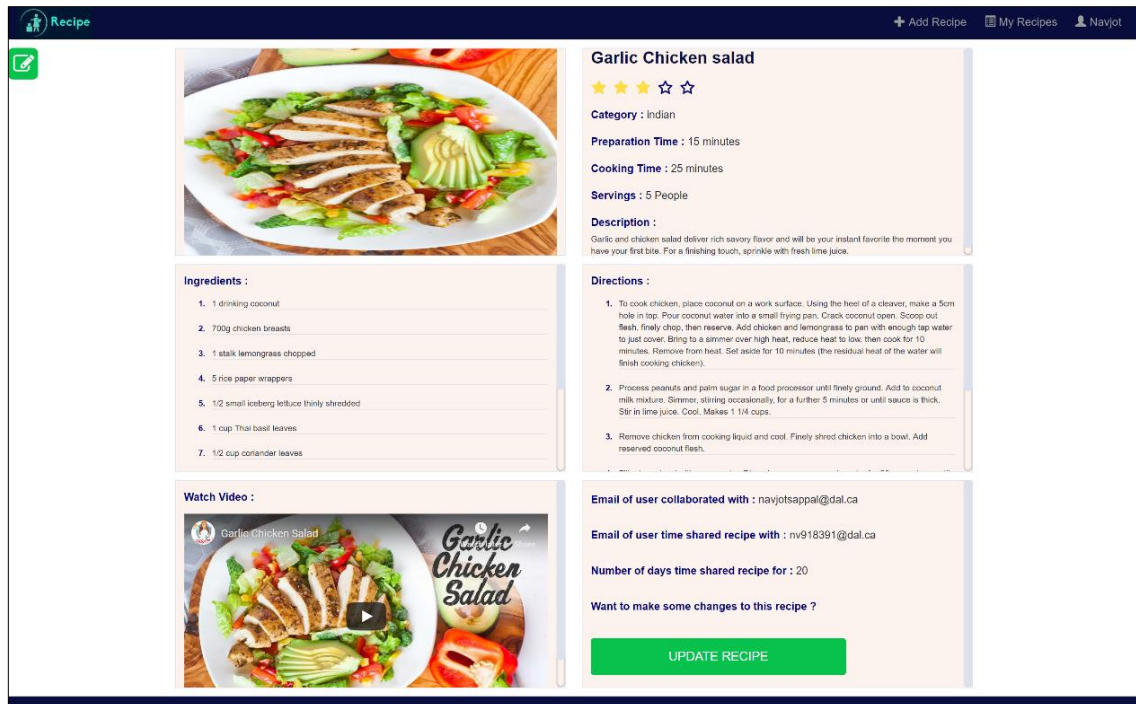 Recipe
Add Recipe My Recipes Navjot
Garlic Chicken salad
Category : indian
Preparation Time : 15 minutes
Cooking Time : 25 minutes
Servings : 5 People
Description :
Garlic and chicken salad deliver rich savory flavor and will be your instant favorite the moment you
have your first bite. For a finishing touch, sprinkle with fresh lime juice.
Ingredients :
1. 1 drinking coconut
2. 700g chicken breasts
3. 1 stalk lemongrass chopped
4. 5 rice paper wrappers
5. 1/2 small iceberg lettuce thinly shredded
6. 1 cup Thai basil leaves
7. 1/2 cup coriander leaves
Directions :
1. To cook chicken, place coconut on a work surface. Using the heel of a cleaver, make a 5cm
hole in top. Pour coconut water into a small frying pan. Crack coconut open. Scoop out
flesh, finely chop, then reserve. Add chicken and lemongrass to pan with enough tap water
to just cover. Bring to a simmer over high heat, reduce heat to low, then cook for 10
minutes. Remove from heat. Set aside for 10 minutes (the residual heat of the water will
finish cooking chicken).
2. Process peanuts and palm sugar in a food processor until finely ground. Add to coconut
milk mixture. Simmer, stirring occasionally, for a further 5 minutes or until sauce is thick.
Stir in lime juice. Cool. Makes 1 1/4 cups.
3. Remove chicken from cooking liquid and cool. Finely shred chicken into a bowl. Add
reserved coconut flesh.
Watch Video :
Garlic Chicken Salad
Garlic
Chicken
Salad
Share
Email of user collaborated with : navjotsappal@dal.ca
Email of user time shared recipe with : nv918391@dal.ca
Number of days time shared recipe for : 20
Want to make some changes to this recipe ?
UPDATE RECIPE